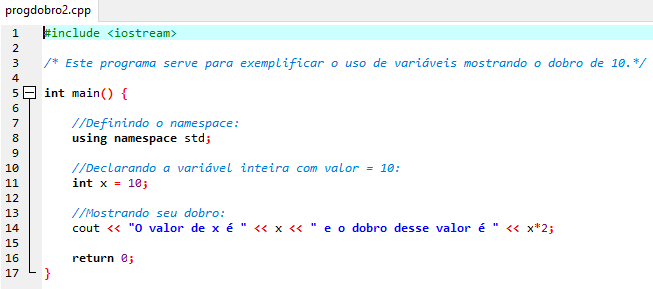 progdobro2.cpp
1 #include <iostream>
2
3 /* Este programa serve para exemplificar o uso de variáveis mostrando o dobro de 10.*/
4
5 int main() {
6
7 //Definindo o namespace:
8 using namespace std;
9
10 //Declarando a variável inteira com valor = 10:
11 int x = 10;
12
13 //Mostrando seu dobro:
14 cout << "O valor de x é " << x << " e o dobro desse valor é " << x*2;
15
16 return 0;
17 }